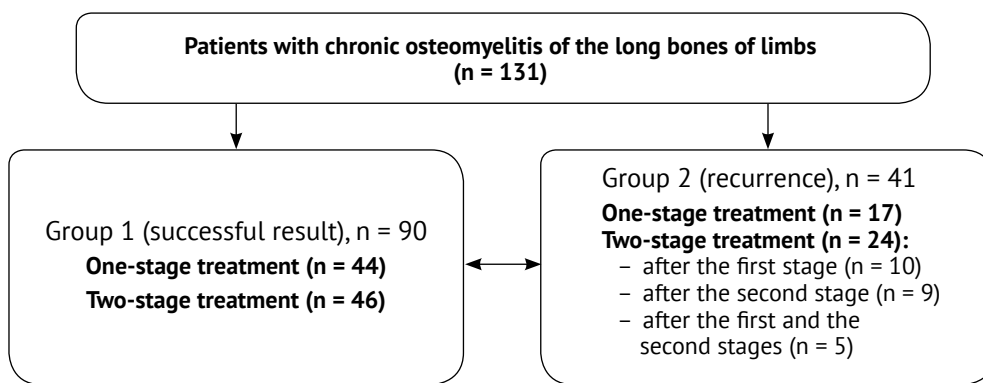 Patients with chronic osteomyelitis of the long bones of limbs
(n = 131)
Group 1 (successful result), n = 90
One-stage treatment (n = 44)
Two-stage treatment (n = 46)
Group 2 (recurrence), n = 41
One-stage treatment (n = 17)
Two-stage treatment (n = 24):
– after the first stage (n = 10)
– after the second stage (n = 9)
– after the first and the
second stages (n = 5)